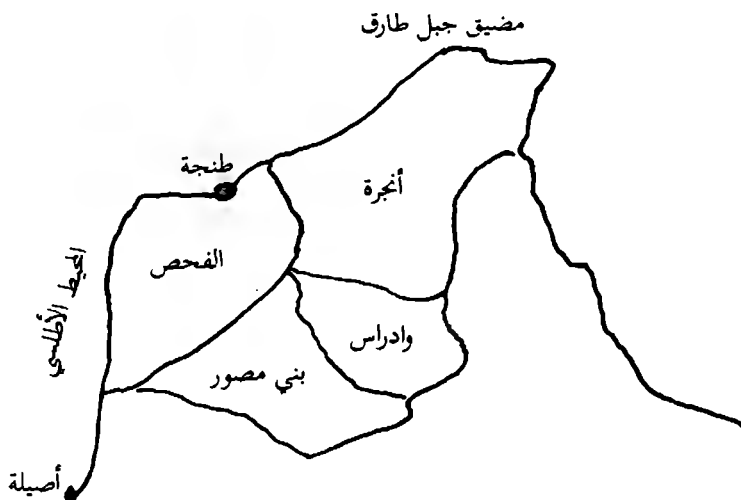 مضيق جبل طارق
طنجة
أنجرة
الفحص
المحيط الأطلسي
وادراس
بني مصور
أصيلة